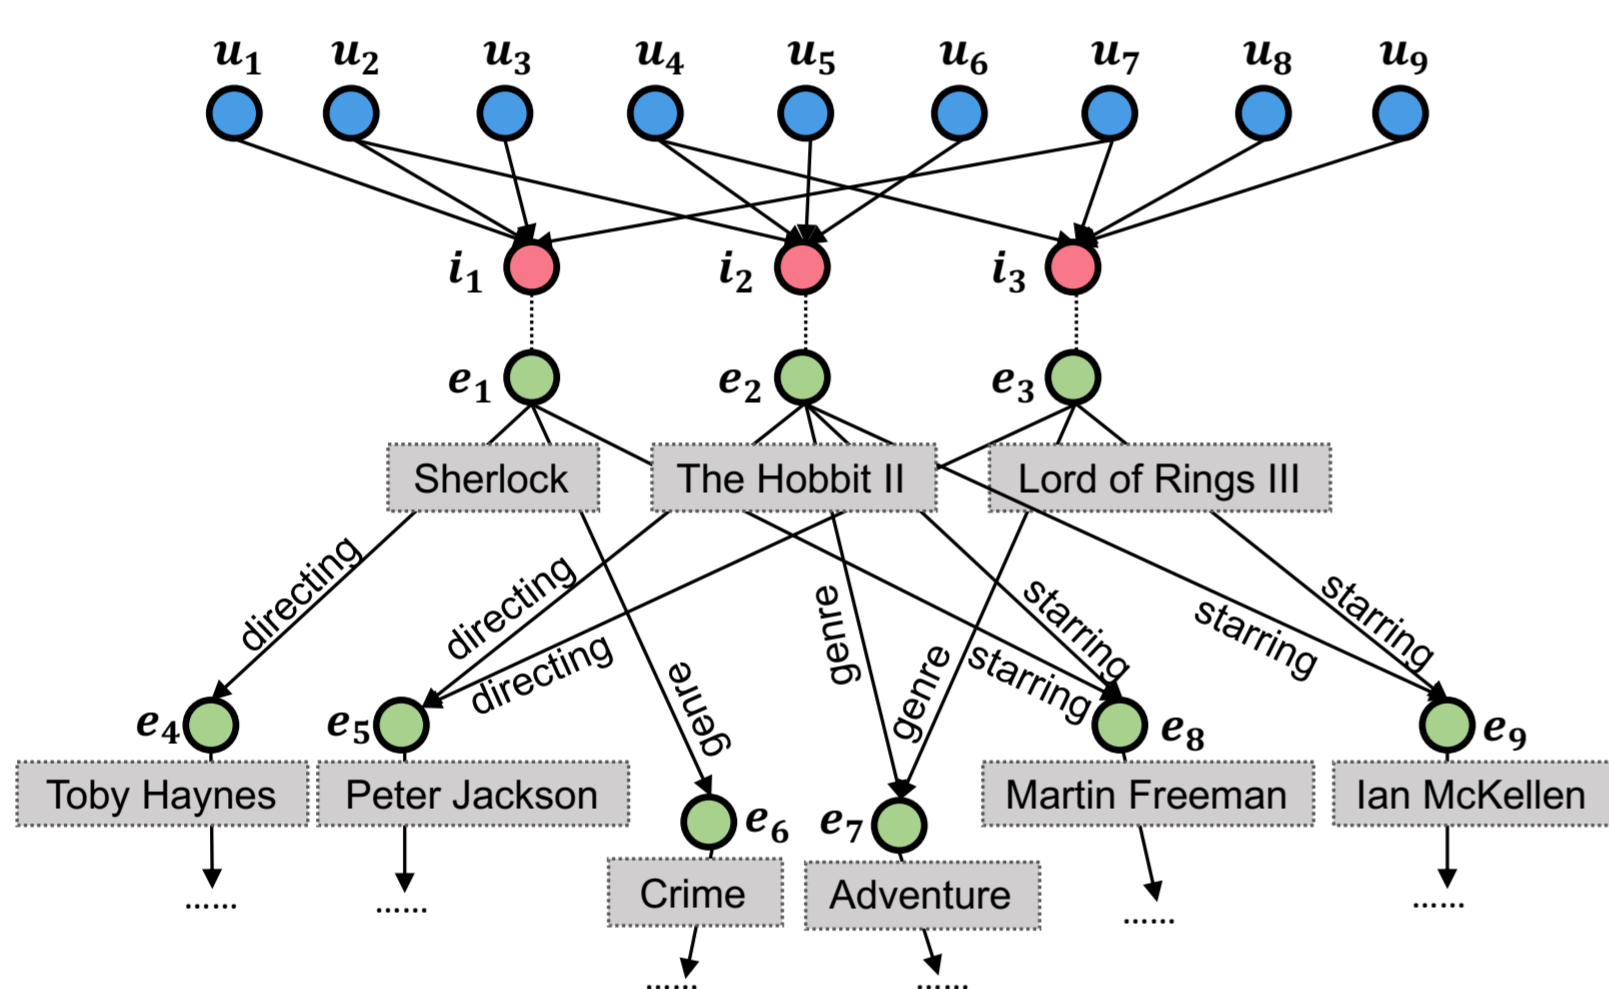 u1 u2 u3 u4 u5 u6 u7 u8 u9
i1 i2 i3
e1 e2 e3
Sherlock The Hobbit II Lord of Rings III
directing directing directing genre genre genre starring starring starring starring
e4 e5 e8 e9
Toby Haynes Peter Jackson Martin Freeman Ian McKellen
e6 e7
Crime Adventure
...... ...... ...... ......
...... ......